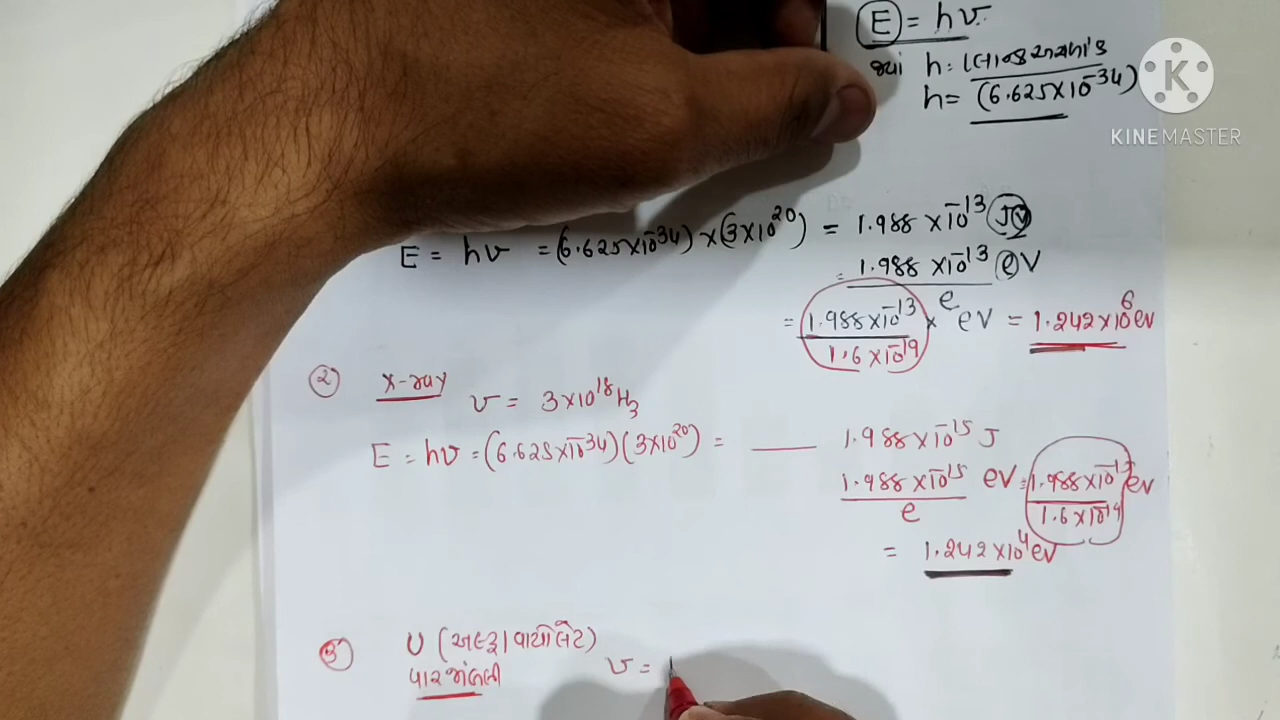 E = hν
જ્યાં h = પ્લાન્કઅચળાંક
h = (6.625×10⁻³⁴)
KINEMASTER
E = hν = (6.625×10⁻³⁴) × (3×10²⁰) = 1.988 ×10⁻¹³ J
= 1.988 ×10⁻¹³ / e eV
= 1.988×10⁻¹³ / 1.6×10⁻¹⁹ × eV = 1.242×10⁶ eV
② x-ray ν = 3×10¹⁸ Hz
E = hν = (6.625×10⁻³⁴)(3×10²⁰) = ___ 1.988×10⁻¹⁵ J
1.988×10⁻¹⁵ / e eV = 1.988×10⁻¹⁵ / 1.6×10⁻¹⁹ eV
= 1.242×10⁴ eV
③ U (અલ્ટ્રાવાયોલેટ)
પારજાંબલી ν =